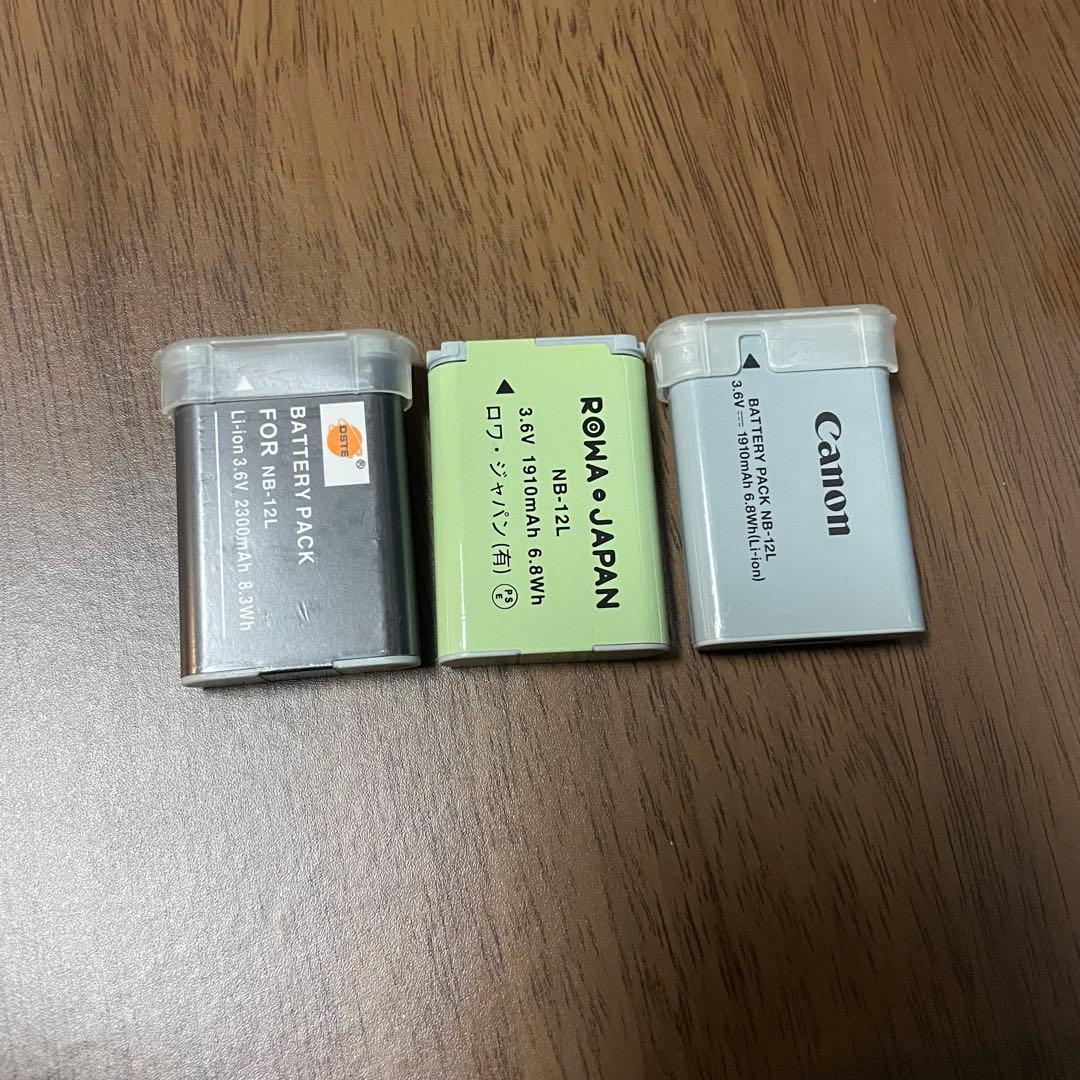 DSTE®
BATTERY PACK
FOR NB-12L
Li-ion 3.6V 2300mAh 8.3Wh
ROWA•JAPAN
NB-12L
3.6V 1910mAh 6.8Wh
ロワ・ジャパン(有) PSE
Canon
BATTERY PACK NB-12L
3.6V⎓1910mAh 6.8Wh(Li-ion)